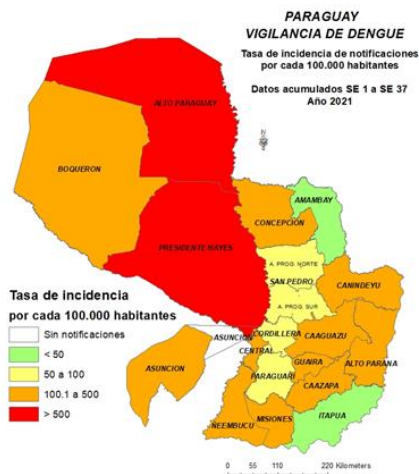 PARAGUAY
VIGILANCIA DE DENGUE
Tasa de incidencia de notificaciones
por cada 100.000 habitantes
Datos acumulados SE 1 a SE 37
Año 2021
ALTO PARAGUAY
BOQUERON
AMAMBAY
CONCEPCIÓN
PRESIDENTE HAYES
A. PROG. NORTE
SAN PEDRO
CANINDEYU
A. PROG. SUR
Tasa de incidencia
por cada 100.000 habitantes
Sin notificaciones
< 50
50 a 100
100.1 a 500
> 500
ASUNCION
CORDILLERA
CENTRAL
CAAGUAZU
ASUNCION
GUAIRA
ALTO PARANA
PARAGUARI
CAAZAPA
ÑEEMBUCU
MISIONES
ITAPUA
0 55 110 220 Kilometers